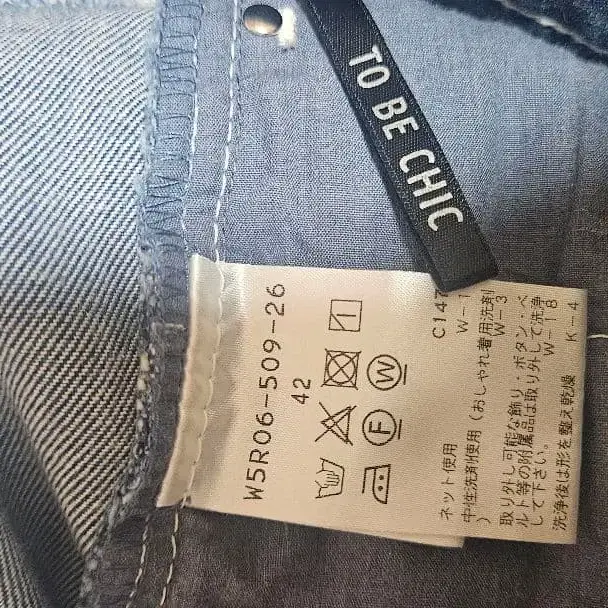 TO BE CHIC
W5R06-509-26
42
F W
C147
ネット使用 W-1
中性洗剤使用(おしゃれ着用洗剤
) W-3
取り外し可能な飾り・ボタン・ベ
ルト等の附属品は取り外して洗浄
して下さい。 W-18
洗浄後は形を整え乾燥 K-4